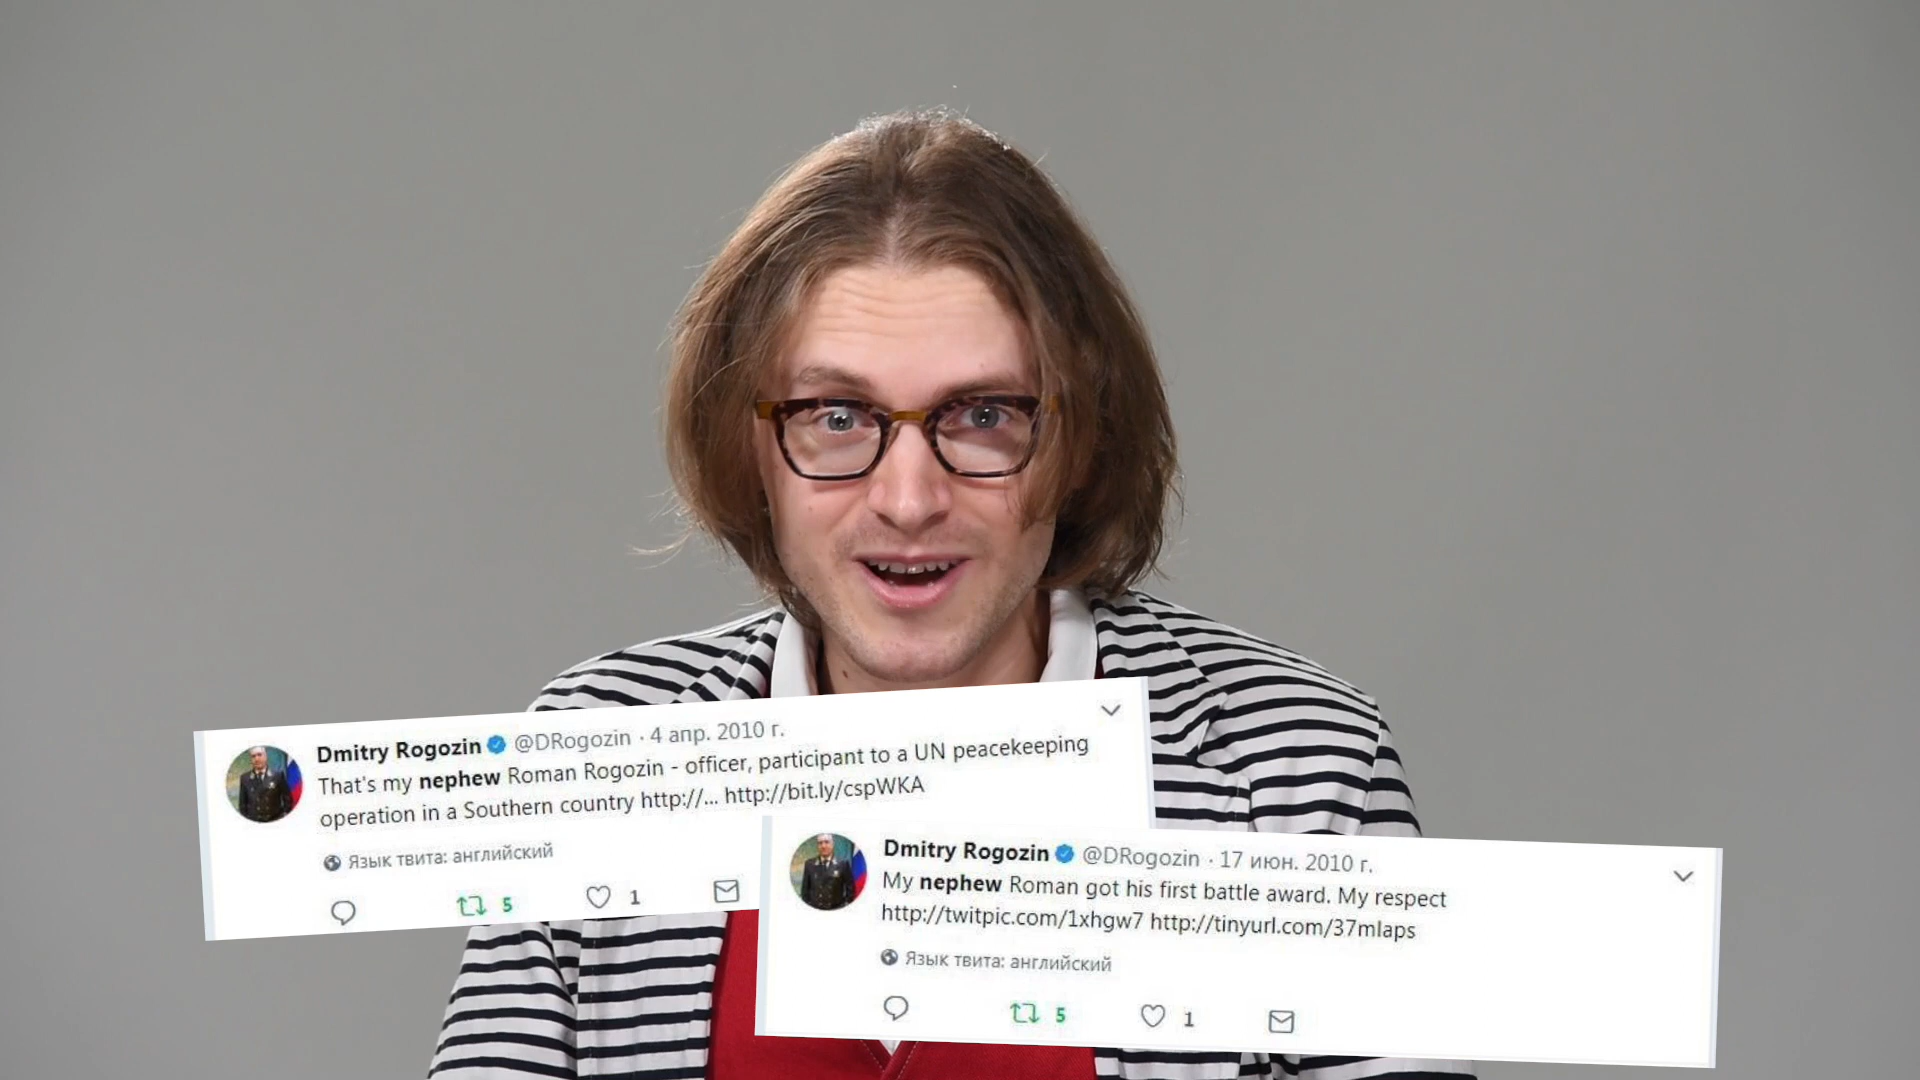 Dmitry Rogozin @DRogozin · 4 апр. 2010 г.
That's my nephew Roman Rogozin - officer, participant to a UN peacekeeping
operation in a Southern country http://... http://bit.ly/cspWKA
Язык твита: английский
5 1
Dmitry Rogozin @DRogozin · 17 июн. 2010 г.
My nephew Roman got his first battle award. My respect
http://twitpic.com/1xhgw7 http://tinyurl.com/37mlaps
Язык твита: английский
5 1